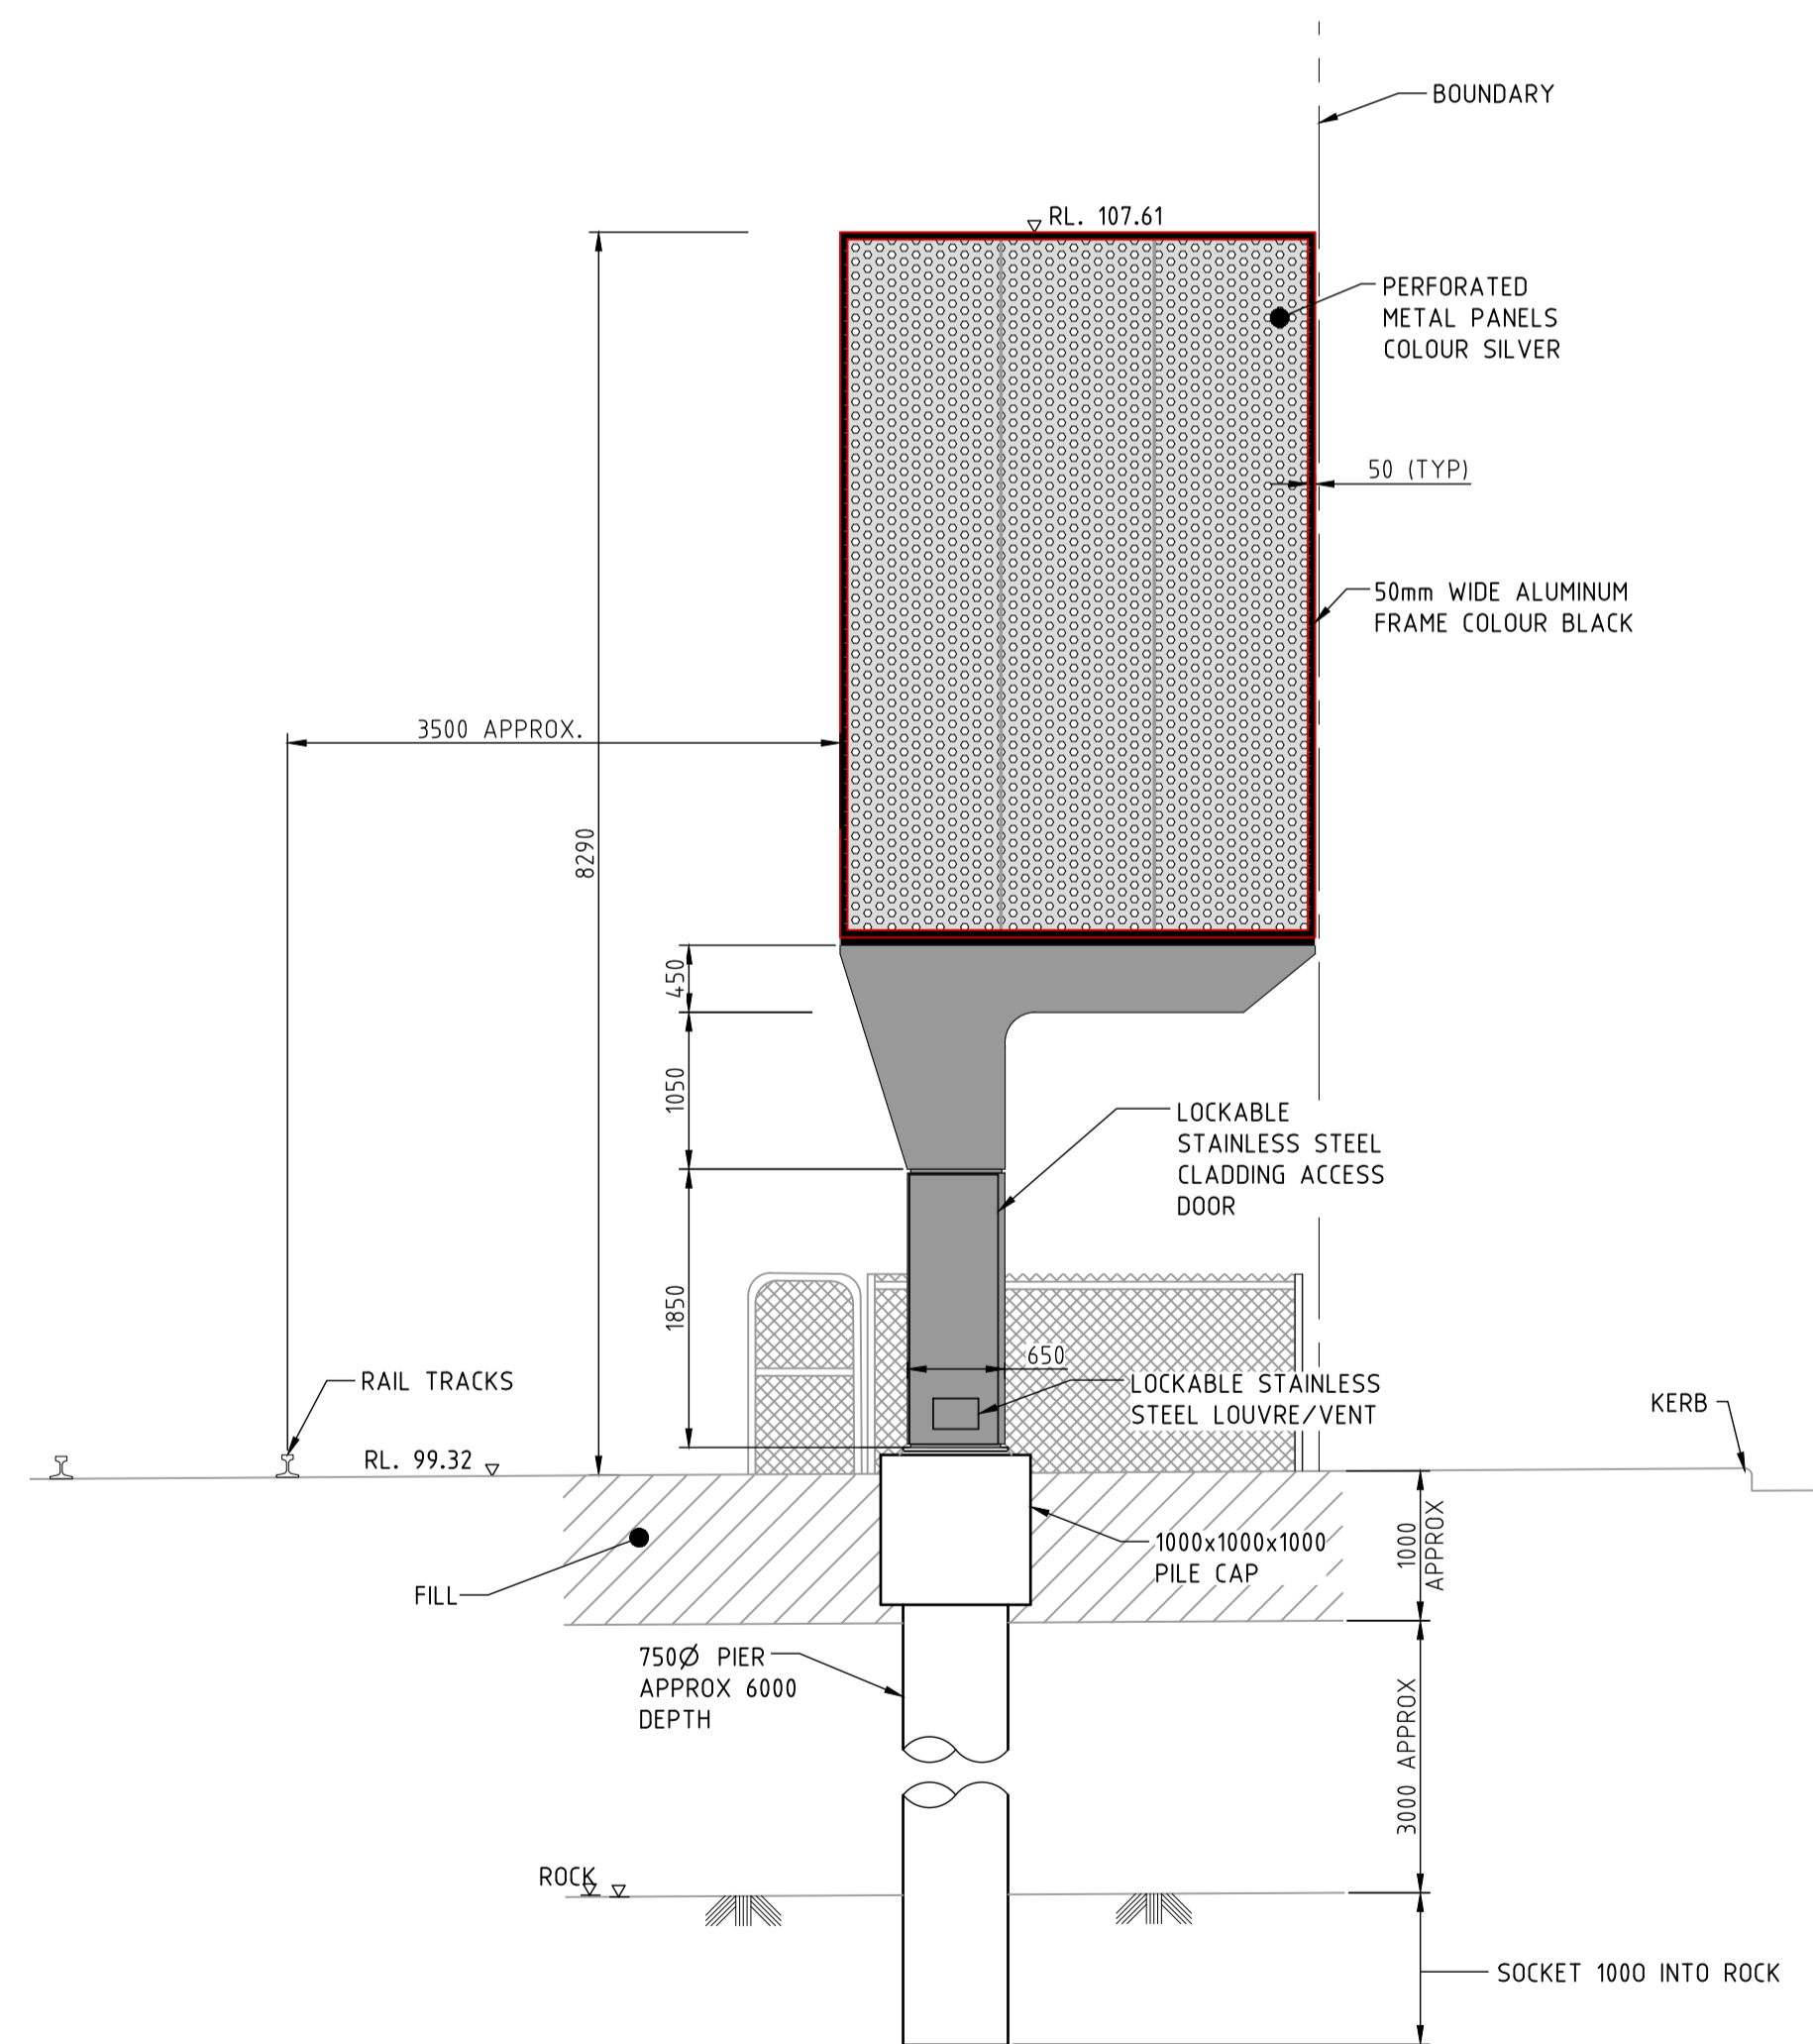 BOUNDARY
RL. 107.61
PERFORATED
METAL PANELS
COLOUR SILVER
50 (TYP)
50mm WIDE ALUMINUM
FRAME COLOUR BLACK
3500 APPROX.
8290
450
1050
LOCKABLE
STAINLESS STEEL
CLADDING ACCESS
DOOR
1850
650
RAIL TRACKS
LOCKABLE STAINLESS
STEEL LOUVRE/VENT
KERB
RL. 99.32
1000
APPROX
1000x1000x1000
PILE CAP
FILL
750Ø PIER
APPROX 6000
DEPTH
3000 APPROX
ROCK
SOCKET 1000 INTO ROCK